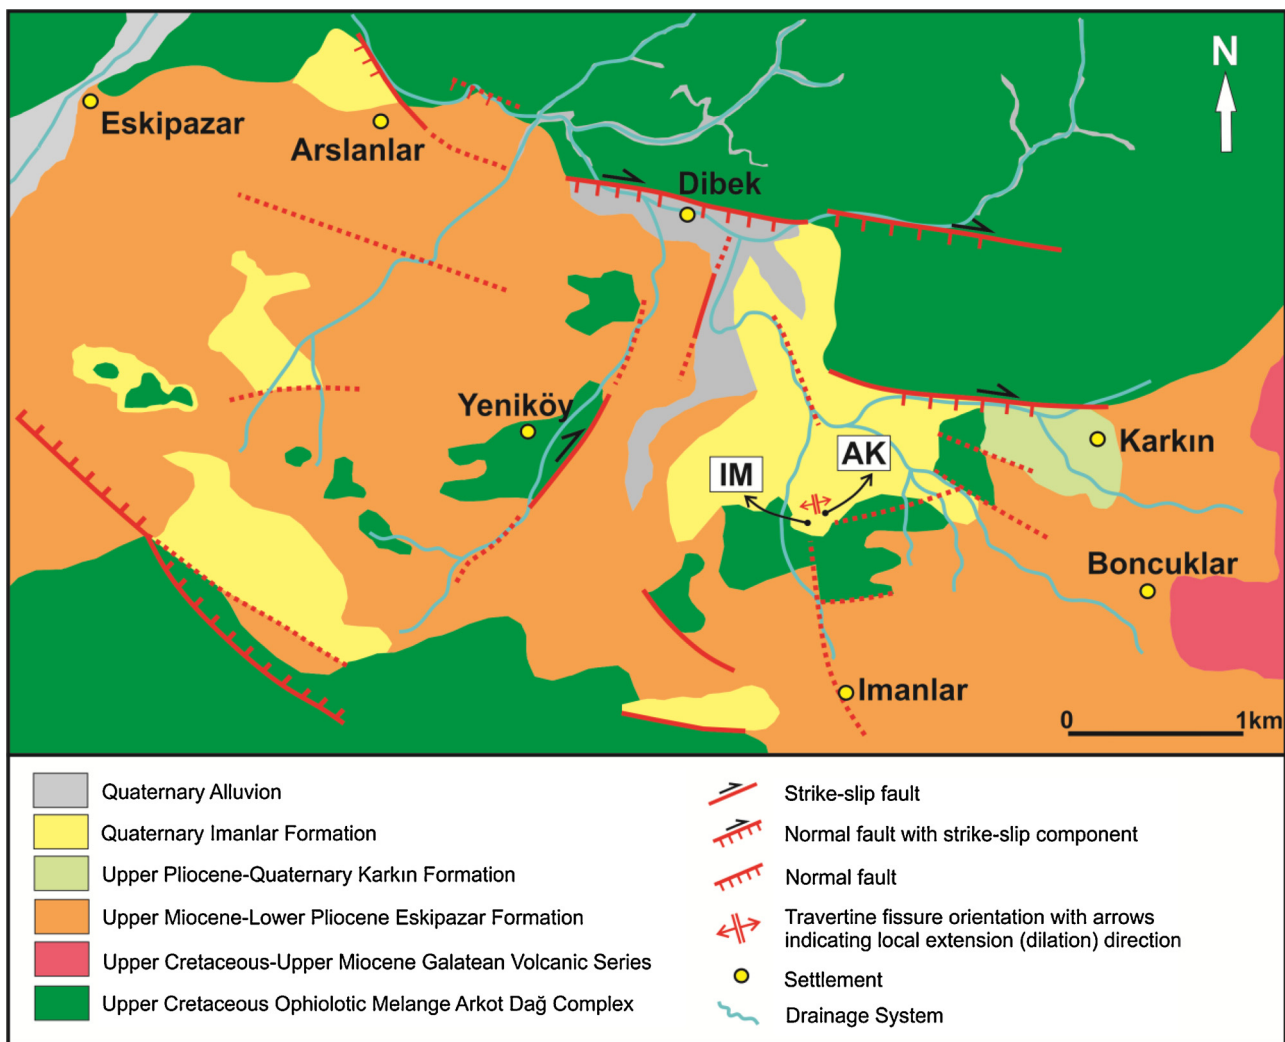 N
Eskipazar
Arslanlar
Dibek
Yeniköy
IM
AK
Karkın
Boncuklar
Imanlar
0 1km
Quaternary Alluvion
Quaternary Imanlar Formation
Upper Pliocene-Quaternary Karkın Formation
Upper Miocene-Lower Pliocene Eskipazar Formation
Upper Cretaceous-Upper Miocene Galatean Volcanic Series
Upper Cretaceous Ophiolotic Melange Arkot Dağ Complex
Strike-slip fault
Normal fault with strike-slip component
Normal fault
Travertine fissure orientation with arrows
indicating local extension (dilation) direction
Settlement
Drainage System